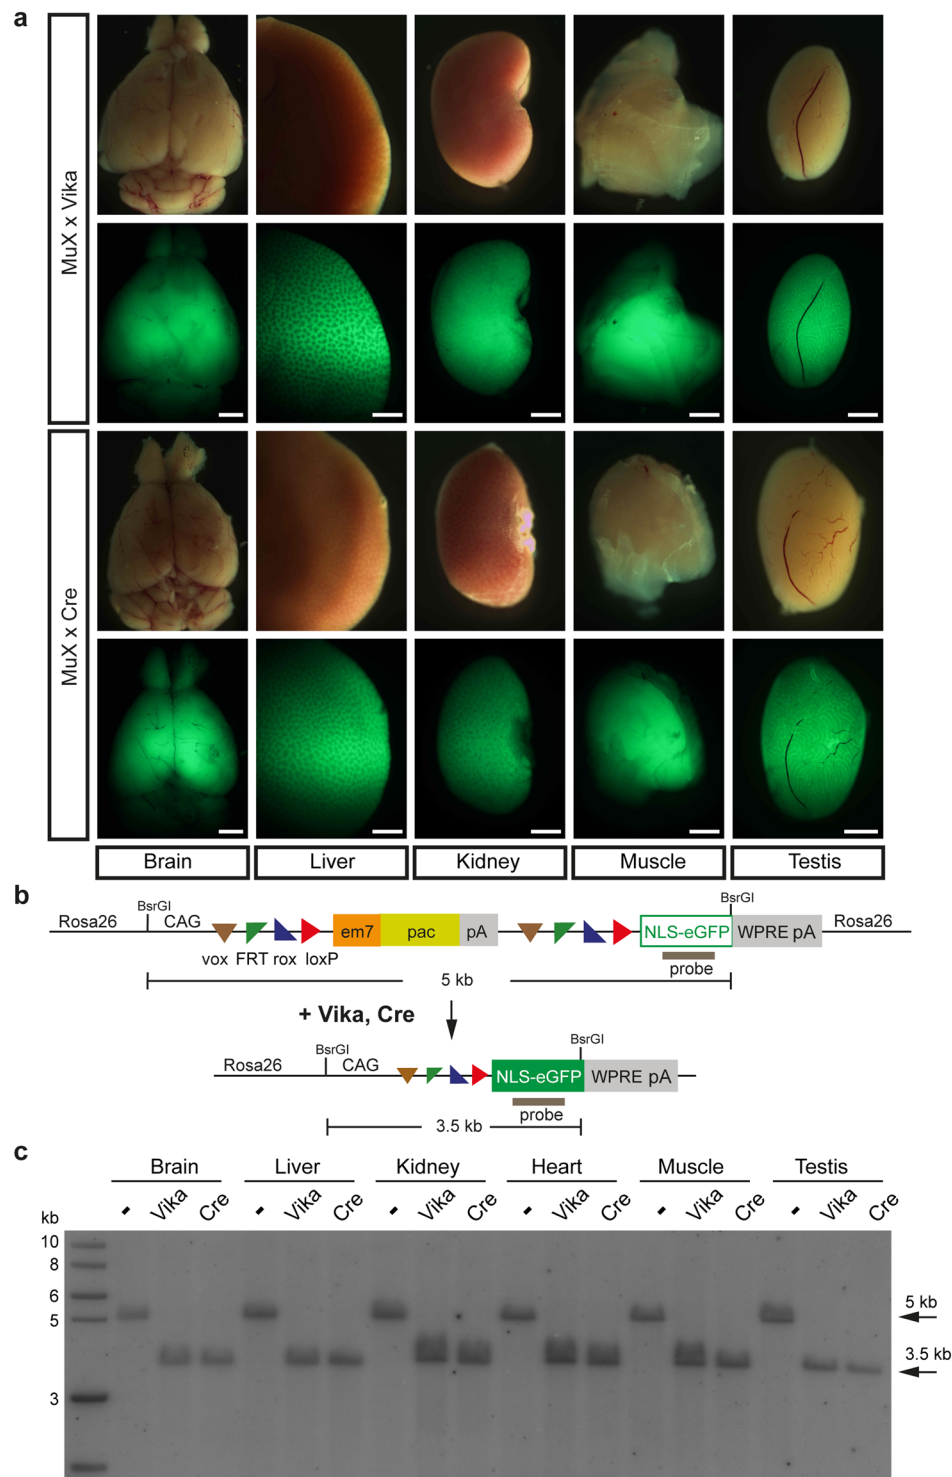 a
MuX x Vika
MuX x Cre
Brain Liver Kidney Muscle Testis
b
BsrGI BsrGI
Rosa26 CAG em7 pac pA NLS-eGFP WPRE pA Rosa26
vox FRT rox loxP
probe
5 kb
+ Vika, Cre
BsrGI BsrGI
Rosa26 CAG NLS-eGFP WPRE pA
probe
3.5 kb
c
Brain Liver Kidney Heart Muscle Testis
- Vika Cre - Vika Cre - Vika Cre - Vika Cre - Vika Cre - Vika Cre
kb
10
8
6
5
3
5 kb
3.5 kb